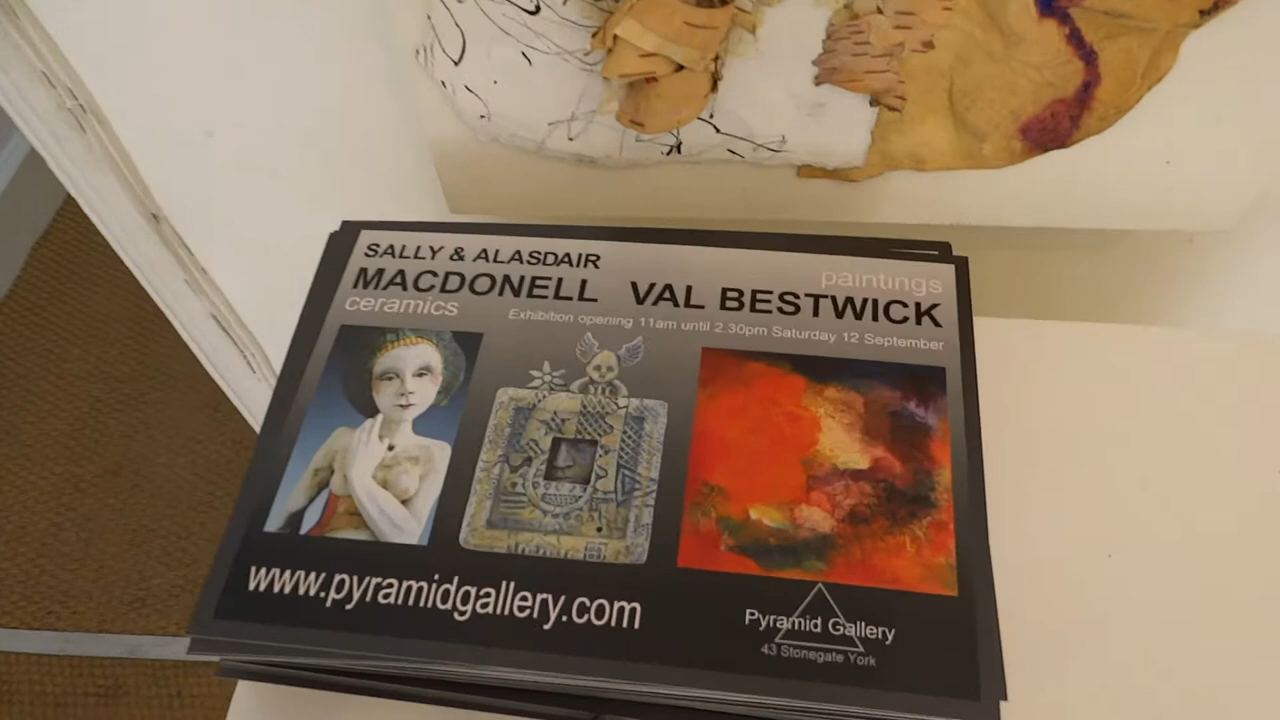 SALLY & ALASDAIR
MACDONELL
ceramics
paintings
VAL BESTWICK
Exhibition opening 11am until 2.30pm Saturday 12 September
www.pyramidgallery.com
Pyramid Gallery
43 Stonegate York